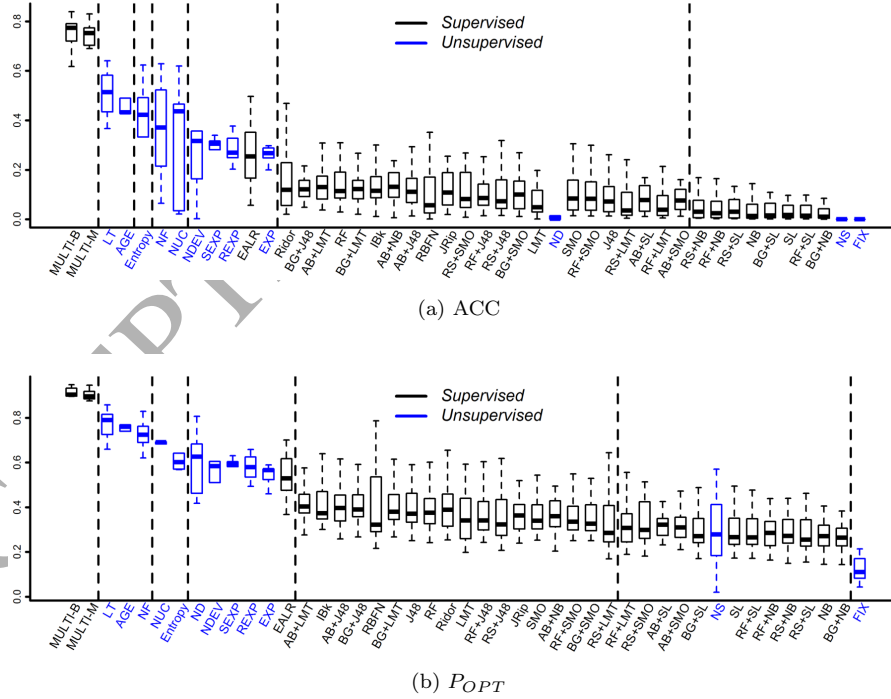 0.8
0.6
0.4
0.2
0.0
Supervised
Unsupervised
MULTI-B MULTI-M LT AGE Entropy NF NUC NDEV SEXP REXP EALR EXP Ridor BG+J48 AB+LMT RF BG+LMT IBk AB+NB AB+J48 RBFN JRip RS+SMO RF+J48 RS+J48 BG+SMO LMT ND SMO RF+SMO J48 RS+LMT AB+SL RF+LMT AB+SMO RS+NB RF+NB RS+SL NB BG+SL SL RF+SL BG+NB NS FIX
(a) ACC
0.8
0.6
0.4
0.2
0.0
Supervised
Unsupervised
MULTI-B MULTI-M LT AGE NF NUC Entropy ND NDEV SEXP REXP EXP EALR AB+LMT IBk AB+J48 BG+J48 RBFN BG+LMT J48 RF Ridor LMT RF+J48 RS+J48 JRip SMO AB+NB RF+SMO BG+SMO RS+LMT RF+LMT RS+SMO AB+SL AB+SMO BG+SL NS SL RF+SL RF+NB RS+NB RS+SL NB BG+NB FIX
(b) P_OPT